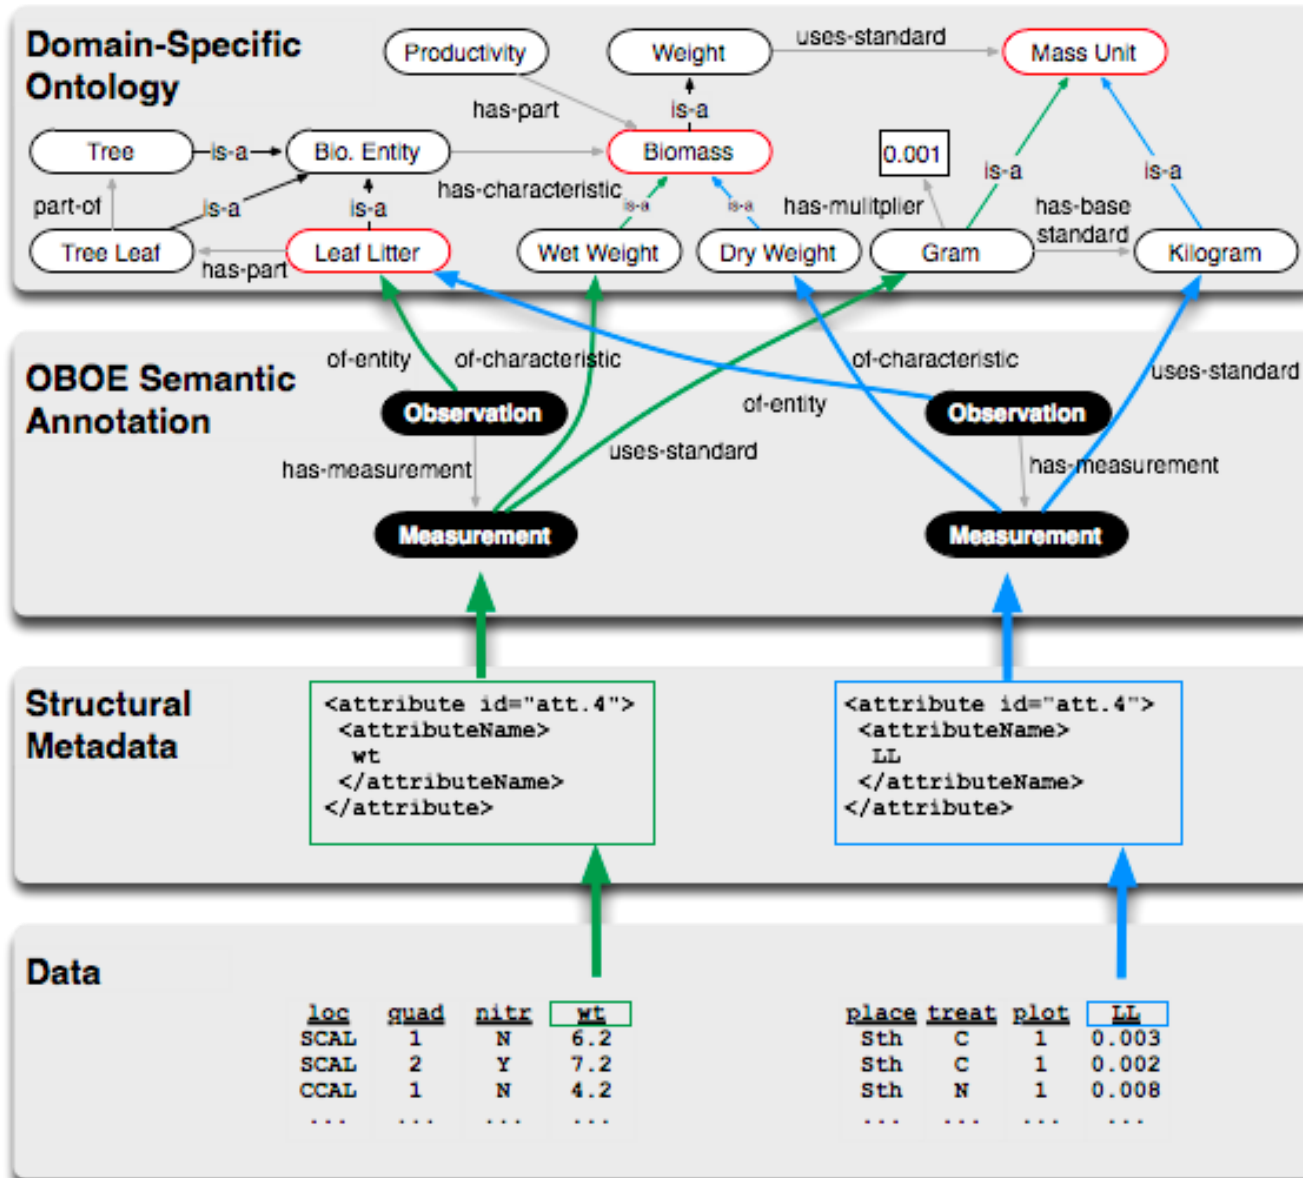 Domain-Specific
Ontology
Productivity
Weight
uses-standard
Mass Unit
has-part
is-a
Tree
is-a
Bio. Entity
Biomass
0.001
is-a
is-a
has-characteristic
part-of
is-a
is-a
is-a
is-a
has-mulitplier
has-base
standard
Tree Leaf
has-part
Leaf Litter
Wet Weight
Dry Weight
Gram
Kilogram
OBOE Semantic
Annotation
of-entity
of-characteristic
of-characteristic
uses-standard
Observation
of-entity
Observation
has-measurement
uses-standard
has-measurement
Measurement
Measurement
Structural
Metadata
<attribute id="att.4">
<attributeName>
wt
</attributeName>
</attribute>
<attribute id="att.4">
<attributeName>
LL
</attributeName>
</attribute>
Data
loc quad nitr wt
SCAL 1 N 6.2
SCAL 2 Y 7.2
CCAL 1 N 4.2
... ... ... ...
place treat plot LL
Sth C 1 0.003
Sth C 1 0.002
Sth N 1 0.008
... ... ... ...